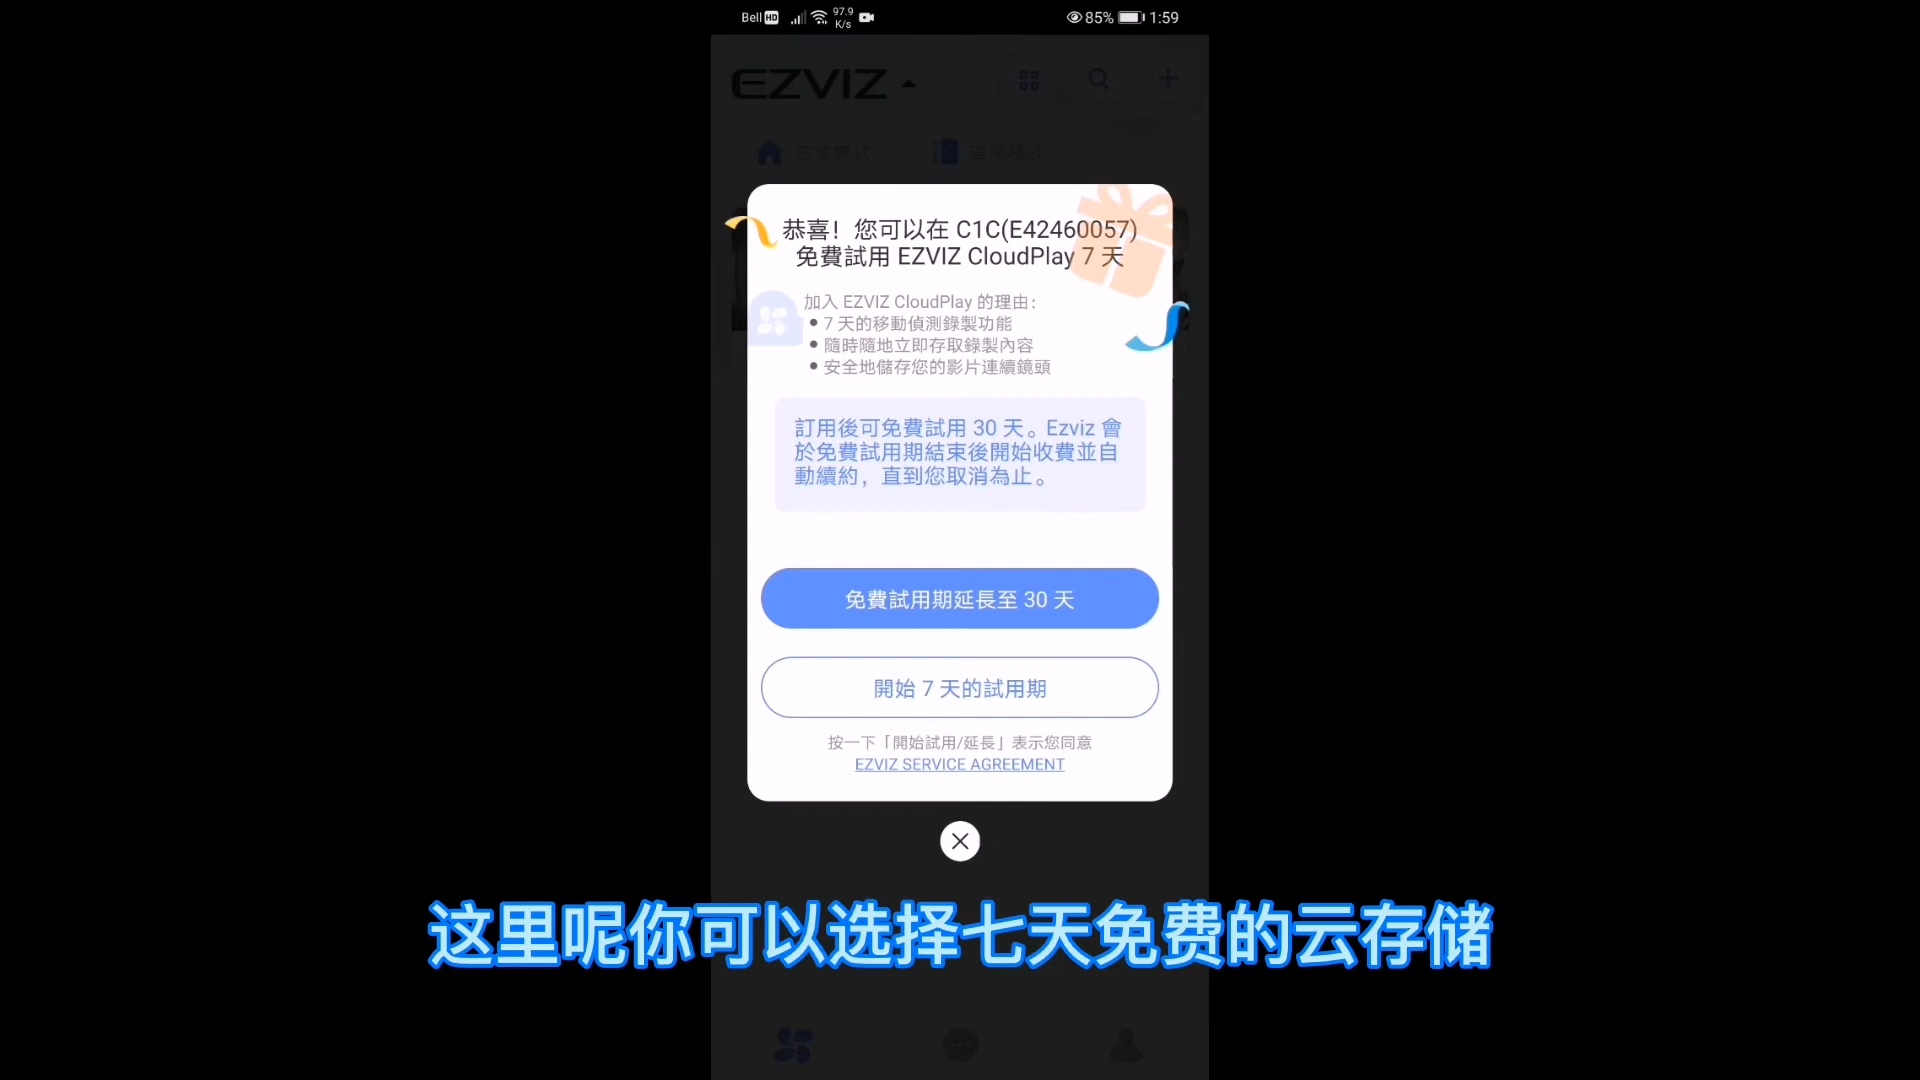 Bell HD 97.9 K/s 85% 1:59
EZVIZ
恭喜！您可以在 C1C(E42460057)
免費試用 EZVIZ CloudPlay 7 天
加入 EZVIZ CloudPlay 的理由：
• 7 天的移動偵測錄製功能
• 隨時隨地立即存取錄製內容
• 安全地儲存您的影片連續鏡頭
訂用後可免費試用 30 天。Ezviz 會
於免費試用期結束後開始收費並自
動續約，直到您取消為止。
免費試用期延長至 30 天
開始 7 天的試用期
按一下「開始試用/延長」表示您同意
EZVIZ SERVICE AGREEMENT
这里呢你可以选择七天免费的云存储